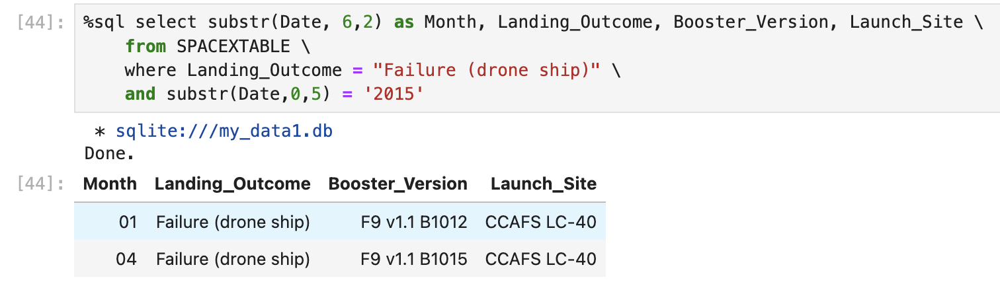 [44]: %sql select substr(Date, 6,2) as Month, Landing_Outcome, Booster_Version, Launch_Site \
from SPACEXTABLE \
where Landing_Outcome = "Failure (drone ship)" \
and substr(Date,0,5) = '2015'
* sqlite:///my_data1.db
Done.
[44]: Month Landing_Outcome Booster_Version Launch_Site
01 Failure (drone ship) F9 v1.1 B1012 CCAFS LC-40
04 Failure (drone ship) F9 v1.1 B1015 CCAFS LC-40